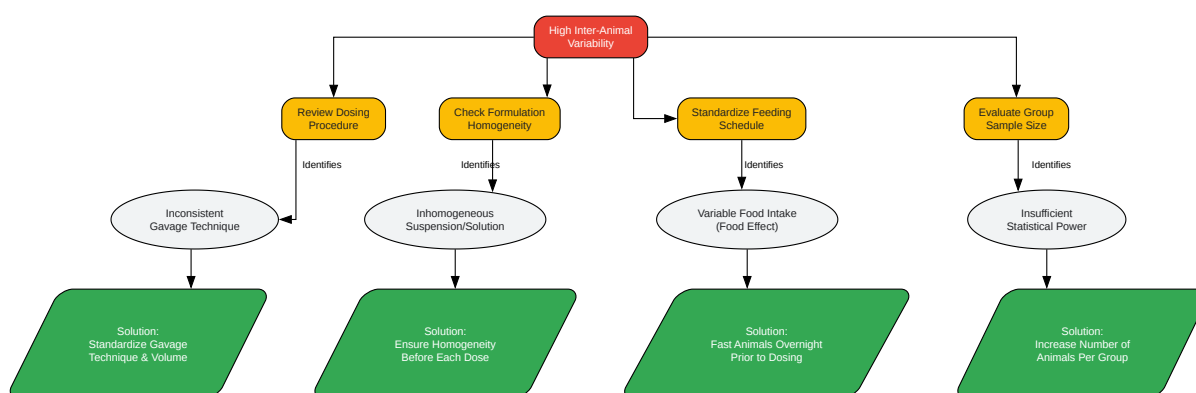 High Inter-Animal
Variability
Review Dosing
Procedure
Check Formulation
Homogeneity
Standardize Feeding
Schedule
Evaluate Group
Sample Size
Identifies
Identifies
Identifies
Identifies
Inconsistent
Gavage Technique
Inhomogeneous
Suspension/Solution
Variable Food Intake
(Food Effect)
Insufficient
Statistical Power
Solution:
Standardize Gavage
Technique & Volume
Solution:
Ensure Homogeneity
Before Each Dose
Solution:
Fast Animals Overnight
Prior to Dosing
Solution:
Increase Number of
Animals Per Group